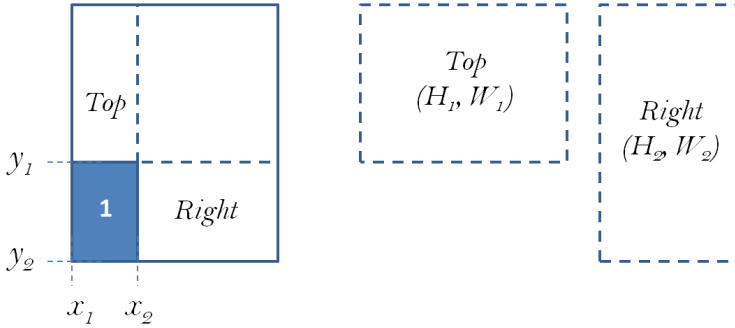 Top
y₁
1
Right
y₂
x₁ x₂
Top
(H₁, W₁)
Right
(H₂, W₂)